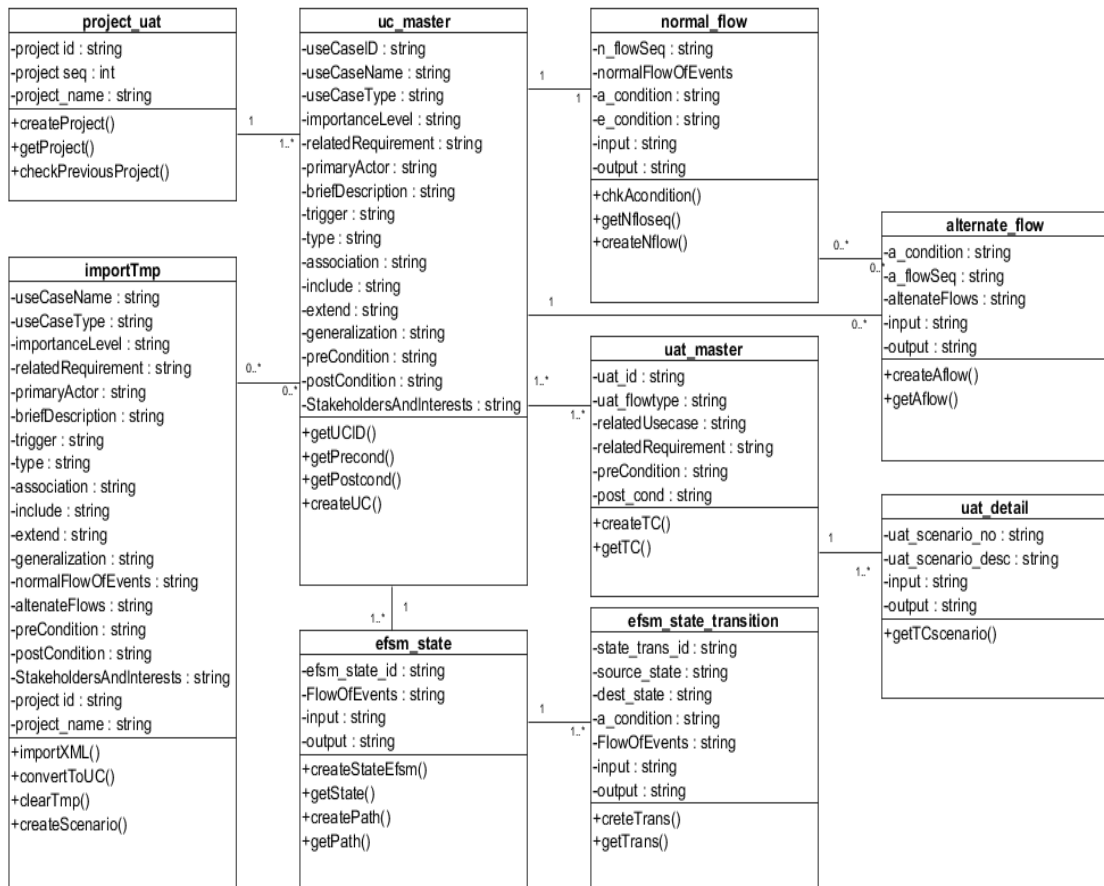 project_uat
-project id : string
-project seq : int
-project_name : string
+createProject()
+getProject()
+checkPreviousProject()
1
1..*
uc_master
-useCaseID : string
-useCaseName : string
-useCaseType : string
-importanceLevel : string
-relatedRequirement : string
-primaryActor : string
-briefDescription : string
-trigger : string
-type : string
-association : string
-include : string
-extend : string
-generalization : string
-preCondition : string
-postCondition : string
-StakeholdersAndInterests : string
+getUCID()
+getPrecond()
+getPostcond()
+createUC()
1
1
normal_flow
-n_flowSeq : string
-normalFlowOfEvents
-a_condition : string
-e_condition : string
-input : string
-output : string
+chkAcondition()
+getNfloseq()
+createNflow()
0..*
0..*
alternate_flow
-a_condition : string
-a_flowSeq : string
-altenateFlows : string
-input : string
-output : string
+createAflow()
+getAflow()
1
0..*
importTmp
-useCaseName : string
-useCaseType : string
-importanceLevel : string
-relatedRequirement : string
-primaryActor : string
-briefDescription : string
-trigger : string
-type : string
-association : string
-include : string
-extend : string
-generalization : string
-normalFlowOfEvents : string
-altenateFlows : string
-preCondition : string
-postCondition : string
-StakeholdersAndInterests : string
-project id : string
-project_name : string
+importXML()
+convertToUC()
+clearTmp()
+createScenario()
0..*
0..*
uat_master
-uat_id : string
-uat_flowtype : string
-relatedUsecase : string
-relatedRequirement : string
-preCondition : string
-post_cond : string
+createTC()
+getTC()
1..*
1..*
uat_detail
-uat_scenario_no : string
-uat_scenario_desc : string
-input : string
-output : string
+getTCscenario()
1
1..*
1
1..*
efsm_state
-efsm_state_id : string
-FlowOfEvents : string
-input : string
-output : string
+createStateEfsm()
+getState()
+createPath()
+getPath()
1
1..*
efsm_state_transition
-state_trans_id : string
-source_state : string
-dest_state : string
-a_condition : string
-FlowOfEvents : string
-input : string
-output : string
+creteTrans()
+getTrans()